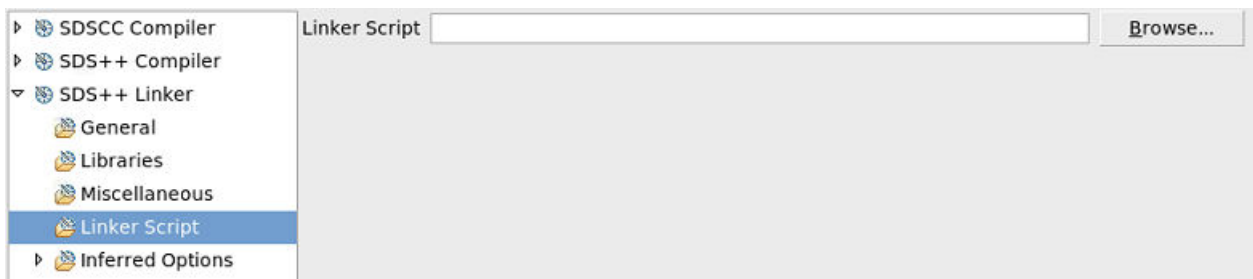 SDSCC Compiler
SDS++ Compiler
SDS++ Linker
General
Libraries
Miscellaneous
Linker Script
Inferred Options
Linker Script
Browse...